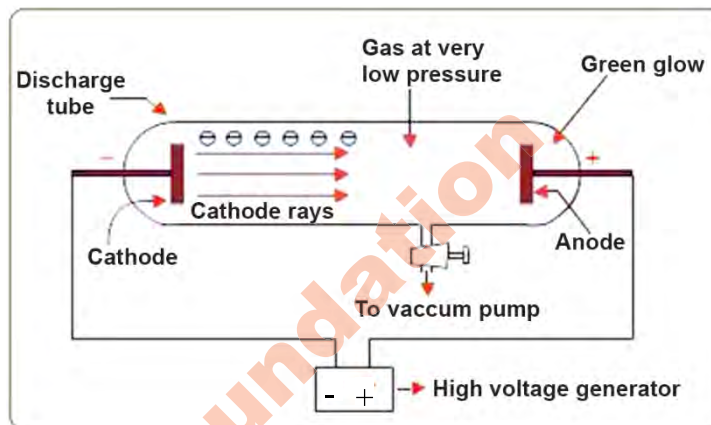 Gas at very
low pressure
Green glow
Discharge
tube
-
+
Cathode rays
Cathode
Anode
To vaccum pump
- +
High voltage generator
undation